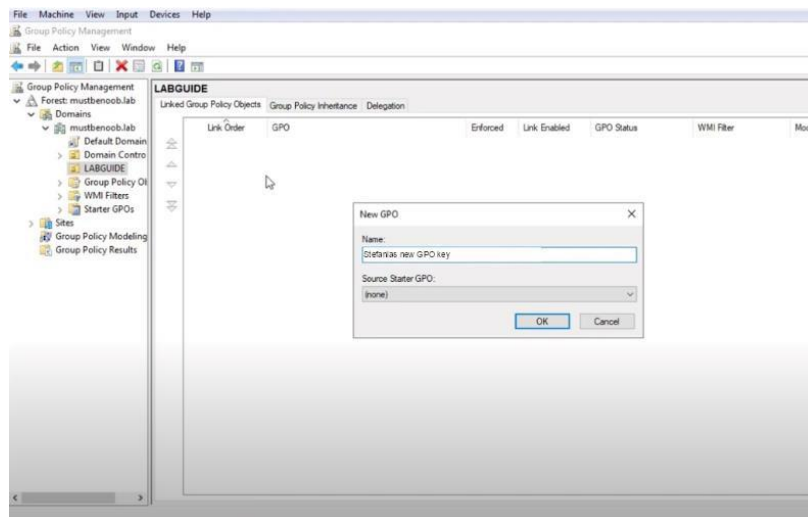 File Machine View Input Devices Help
Group Policy Management
File Action View Window Help
Group Policy Management
Forest: mustbenoob.lab
Domains
mustbenoob.lab
Default Domain
Domain Contro
LABGUIDE
Group Policy Ol
WMI Filters
Starter GPOs
Sites
Group Policy Modeling
Group Policy Results
LABGUIDE
Linked Group Policy Objects Group Policy Inheritance Delegation
Link Order GPO Enforced Link Enabled GPO Status WMI Filter Mo
New GPO
Name:
Stefanias new GPO key
Source Starter GPO:
(none)
OK Cancel